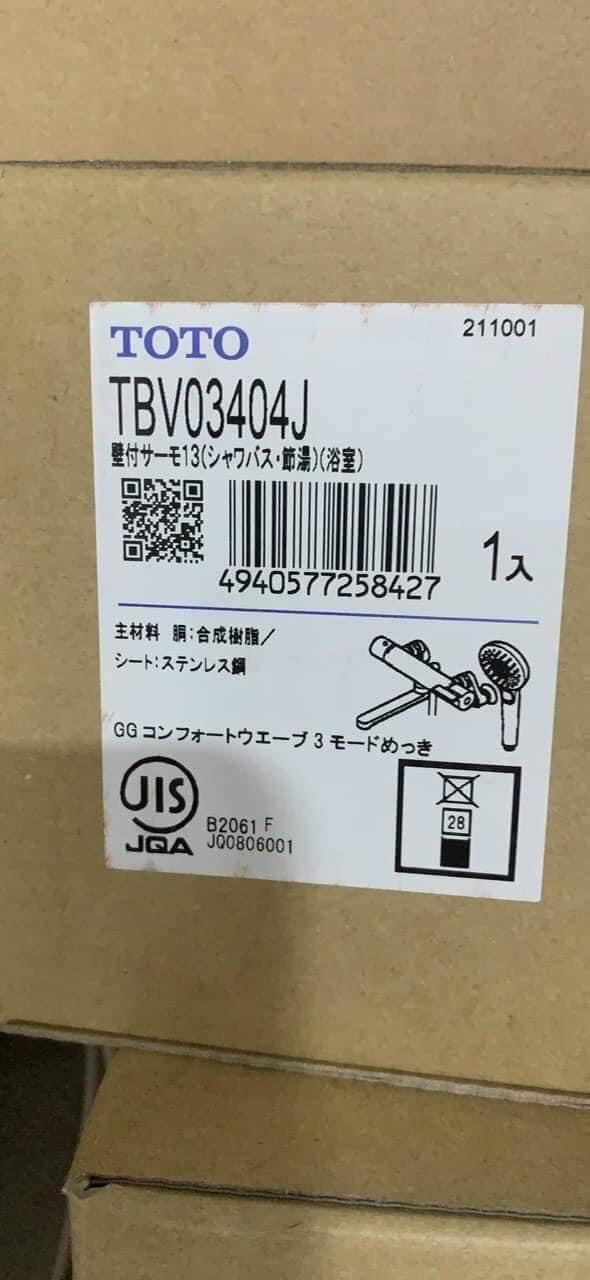 TOTO
211001
TBV03404J
壁付サーモ13(シャワバス・節湯)(浴室)
4940577258427
1入
主材料 胴:合成樹脂/
シート:ステンレス鋼
GGコンフォートウエーブ3モードめっき
JIS
JQA
B2061 F
JQ0806001
28